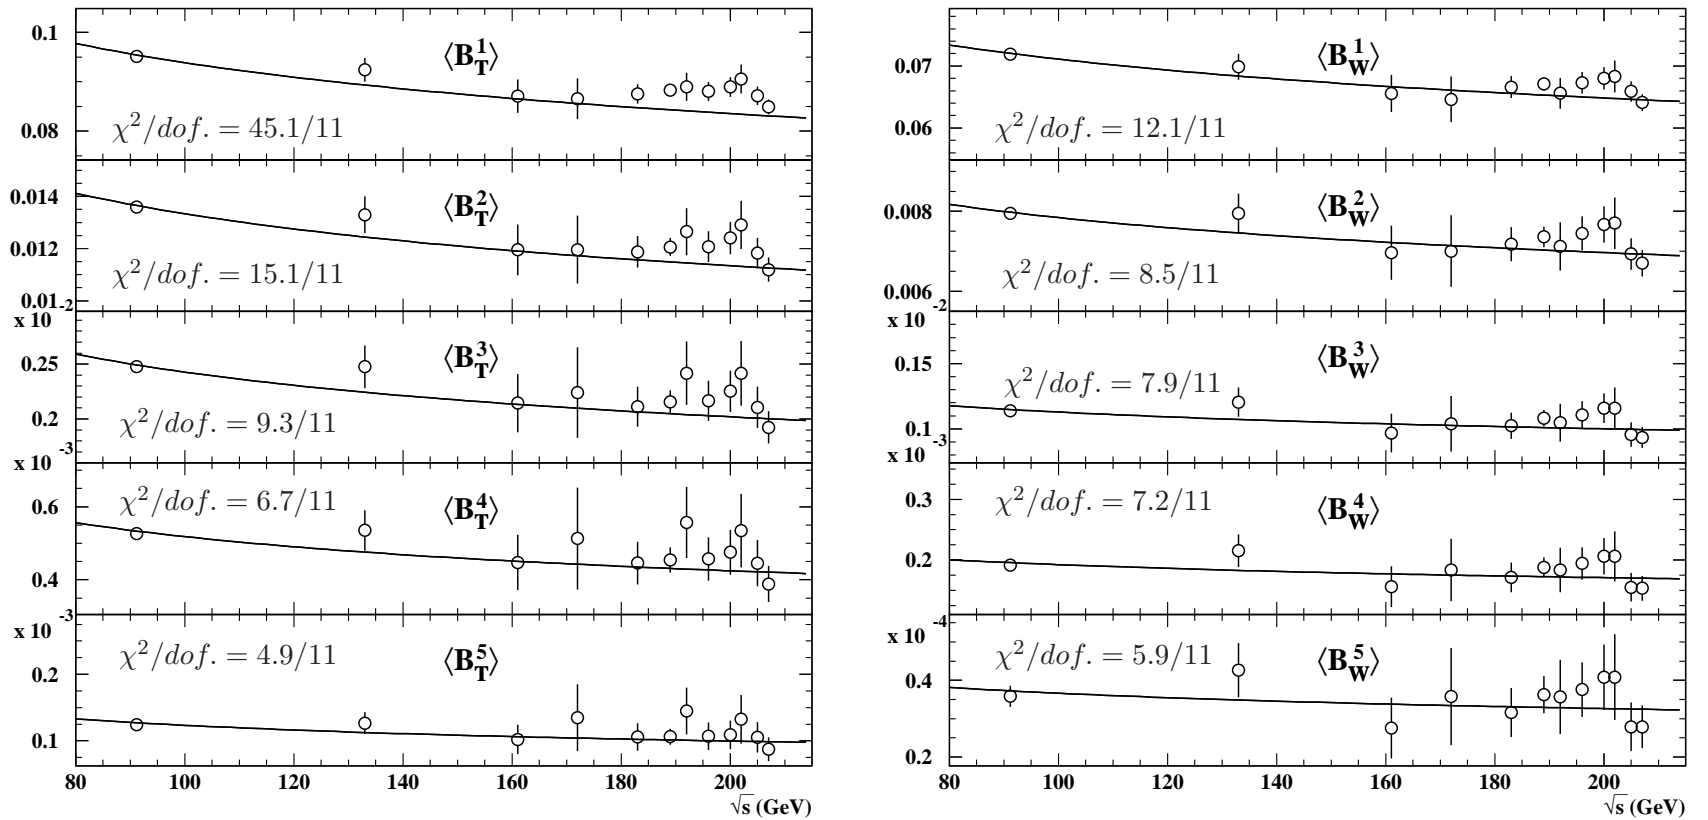 0.1
⟨B_T^1⟩
0.08
χ²/dof. = 45.1/11
0.014
⟨B_T^2⟩
0.012
χ²/dof. = 15.1/11
0.01
x 10^-2
0.25
⟨B_T^3⟩
0.2
χ²/dof. = 9.3/11
x 10^-3
0.6
χ²/dof. = 6.7/11
⟨B_T^4⟩
0.4
x 10^-3
χ²/dof. = 4.9/11
⟨B_T^5⟩
0.2
0.1
80 100 120 140 160 180 200
√s (GeV)
⟨B_W^1⟩
0.07
0.06
χ²/dof. = 12.1/11
⟨B_W^2⟩
0.008
χ²/dof. = 8.5/11
0.006
x 10^-2
0.15
⟨B_W^3⟩
χ²/dof. = 7.9/11
0.1
x 10^-3
0.3
χ²/dof. = 7.2/11
⟨B_W^4⟩
0.2
x 10^-4
χ²/dof. = 5.9/11
⟨B_W^5⟩
0.4
0.2
80 100 120 140 160 180 200
√s (GeV)